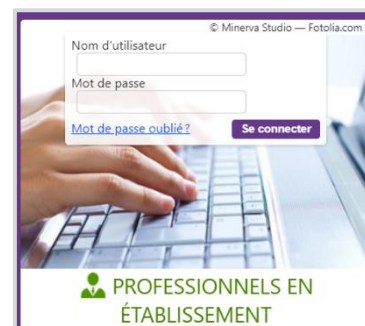 © Minerva Studio — Fotolia.com
Nom d'utilisateur
Mot de passe
Mot de passe oublié ?
Se connecter
PROFESSIONNELS EN
ÉTABLISSEMENT